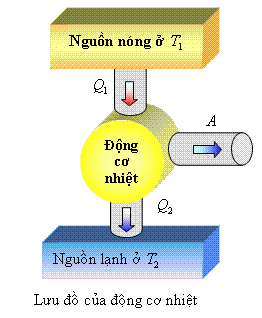 Nguồn nóng ở T₁
Q₁
A
Động
cơ
nhiệt
Q₂
Nguồn lạnh ở T₂
Lưu đồ của động cơ nhiệt